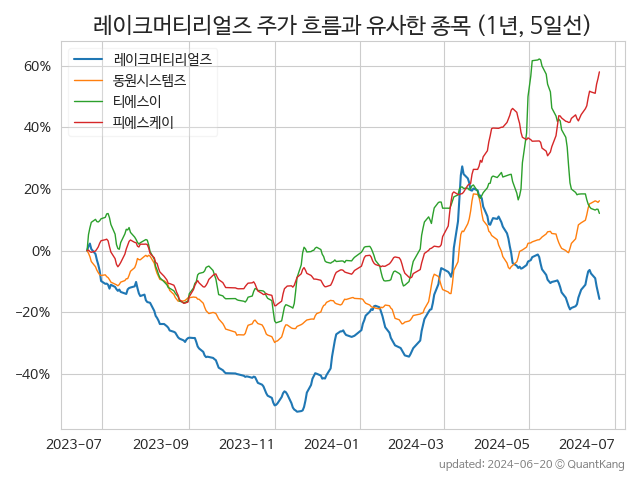 레이크머티리얼즈 주가 흐름과 유사한 종목 (1년, 5일선)
레이크머티리얼즈
동원시스템즈
티에스이
피에스케이
60%
40%
20%
0%
−20%
−40%
2023-07 2023-09 2023-11 2024-01 2024-03 2024-05 2024-07
updated: 2024-06-20 © QuantKang